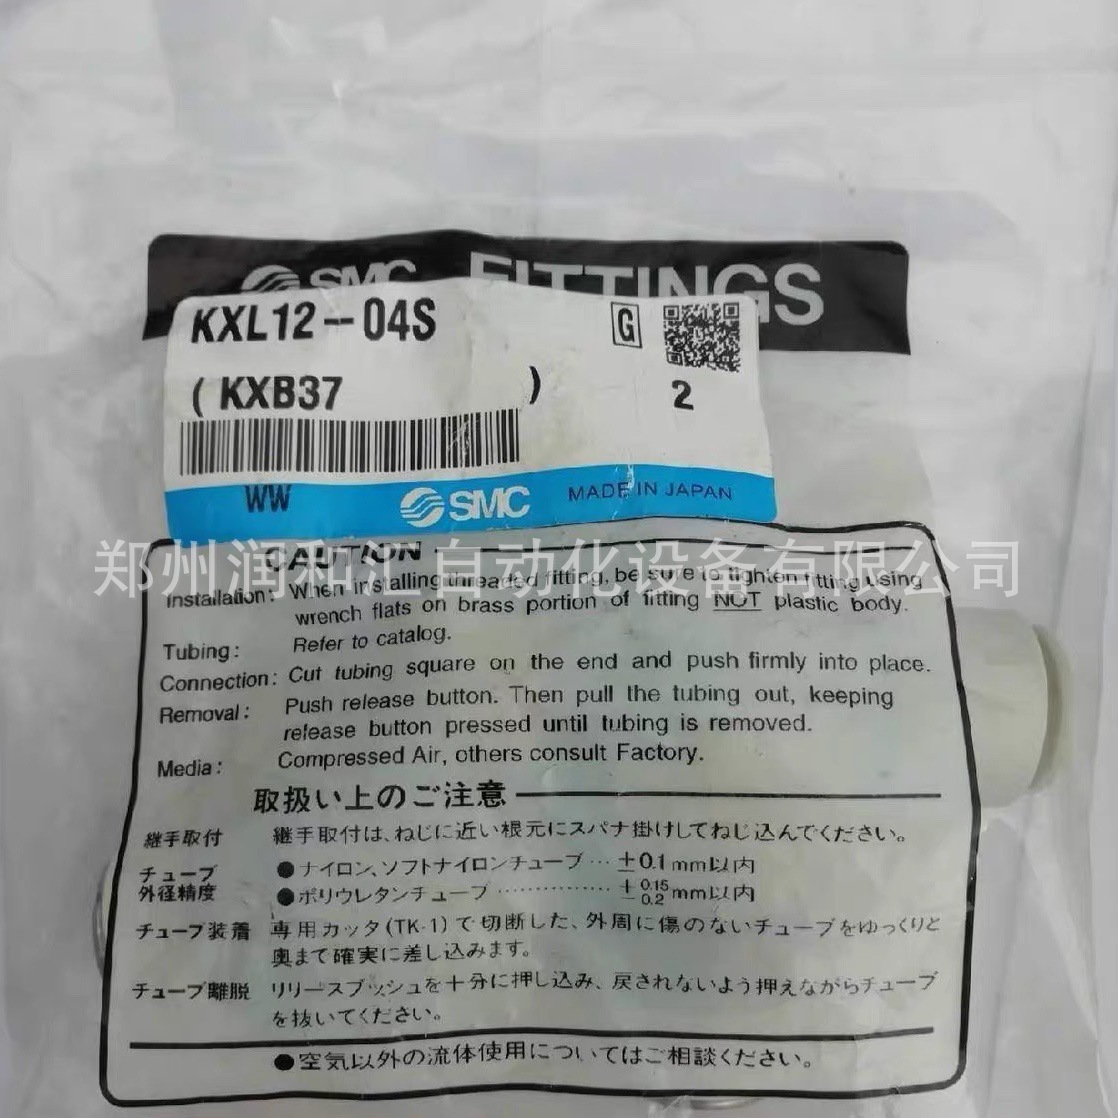 SMC FITTINGS
KXL12-04S
G
(KXB37 )
2
WW
SMC
MADE IN JAPAN
郑州润和汇自动化设备有限公司
CAUTION
Installation: When installing threaded fitting, be sure to tighten fitting using
wrench flats on brass portion of fitting NOT plastic body.
Tubing: Refer to catalog.
Connection: Cut tubing square on the end and push firmly into place.
Removal: Push release button. Then pull the tubing out, keeping
release button pressed until tubing is removed.
Media: Compressed Air, others consult Factory.
取扱い上のご注意
継手取付 継手取付は、ねじに近い根元にスパナ掛けしてねじ込んでください。
チューブ ●ナイロン、ソフトナイロンチューブ… ±0.1mm以内
外径精度 ●ポリウレタンチューブ…………… +0.15 -0.2 mm以内
チューブ装着 専用カッタ(TK-1)で切断した、外周に傷のないチューブをゆっくりと
奥まで確実に差し込みます。
チューブ離脱 リリースブッシュを十分に押し込み、戻されないよう押えながらチューブ
を抜いてください。
●空気以外の流体使用についてはご相談ください。